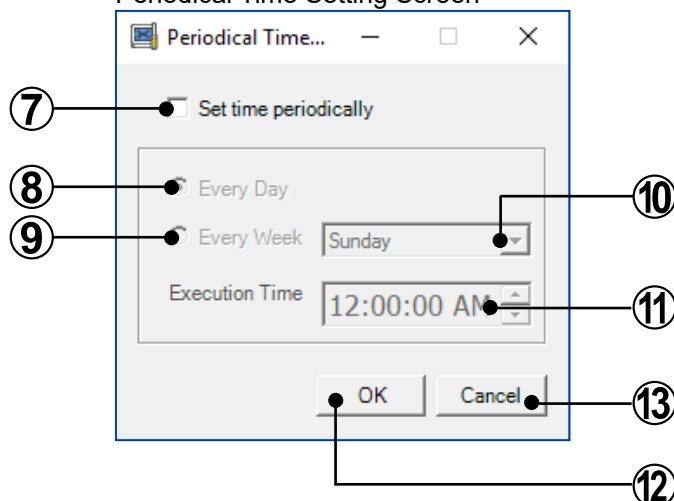 Periodical Time Setting Screen
Periodical Time...
⑦ Set time periodically
⑧ Every Day
⑨ Every Week Sunday ⑩
Execution Time 12:00:00 AM ⑪
OK Cancel ⑬
⑫